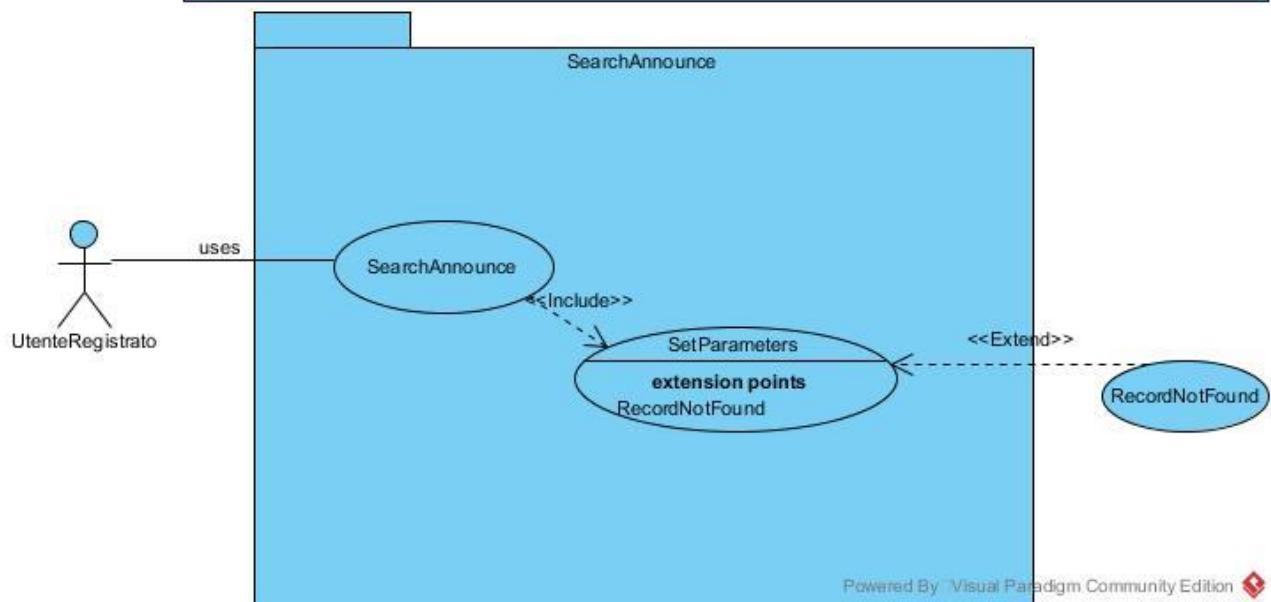 SearchAnnounce
uses
SearchAnnounce
UtenteRegistrato
<<Include>>
SetParameters
extension points
RecordNotFound
<<Extend>>
RecordNotFound
Powered By Visual Paradigm Community Edition